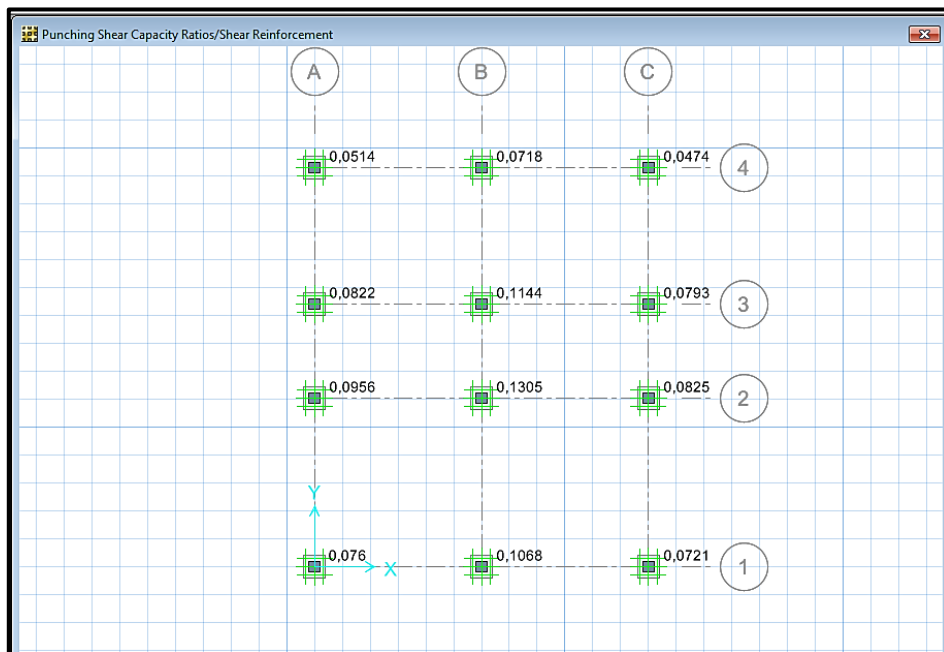 Punching Shear Capacity Ratios/Shear Reinforcement
A B C
0,0514 0,0718 0,0474 4
0,0822 0,1144 0,0793 3
0,0956 0,1305 0,0825 2
Y
0,076 0,1068 0,0721
X 1